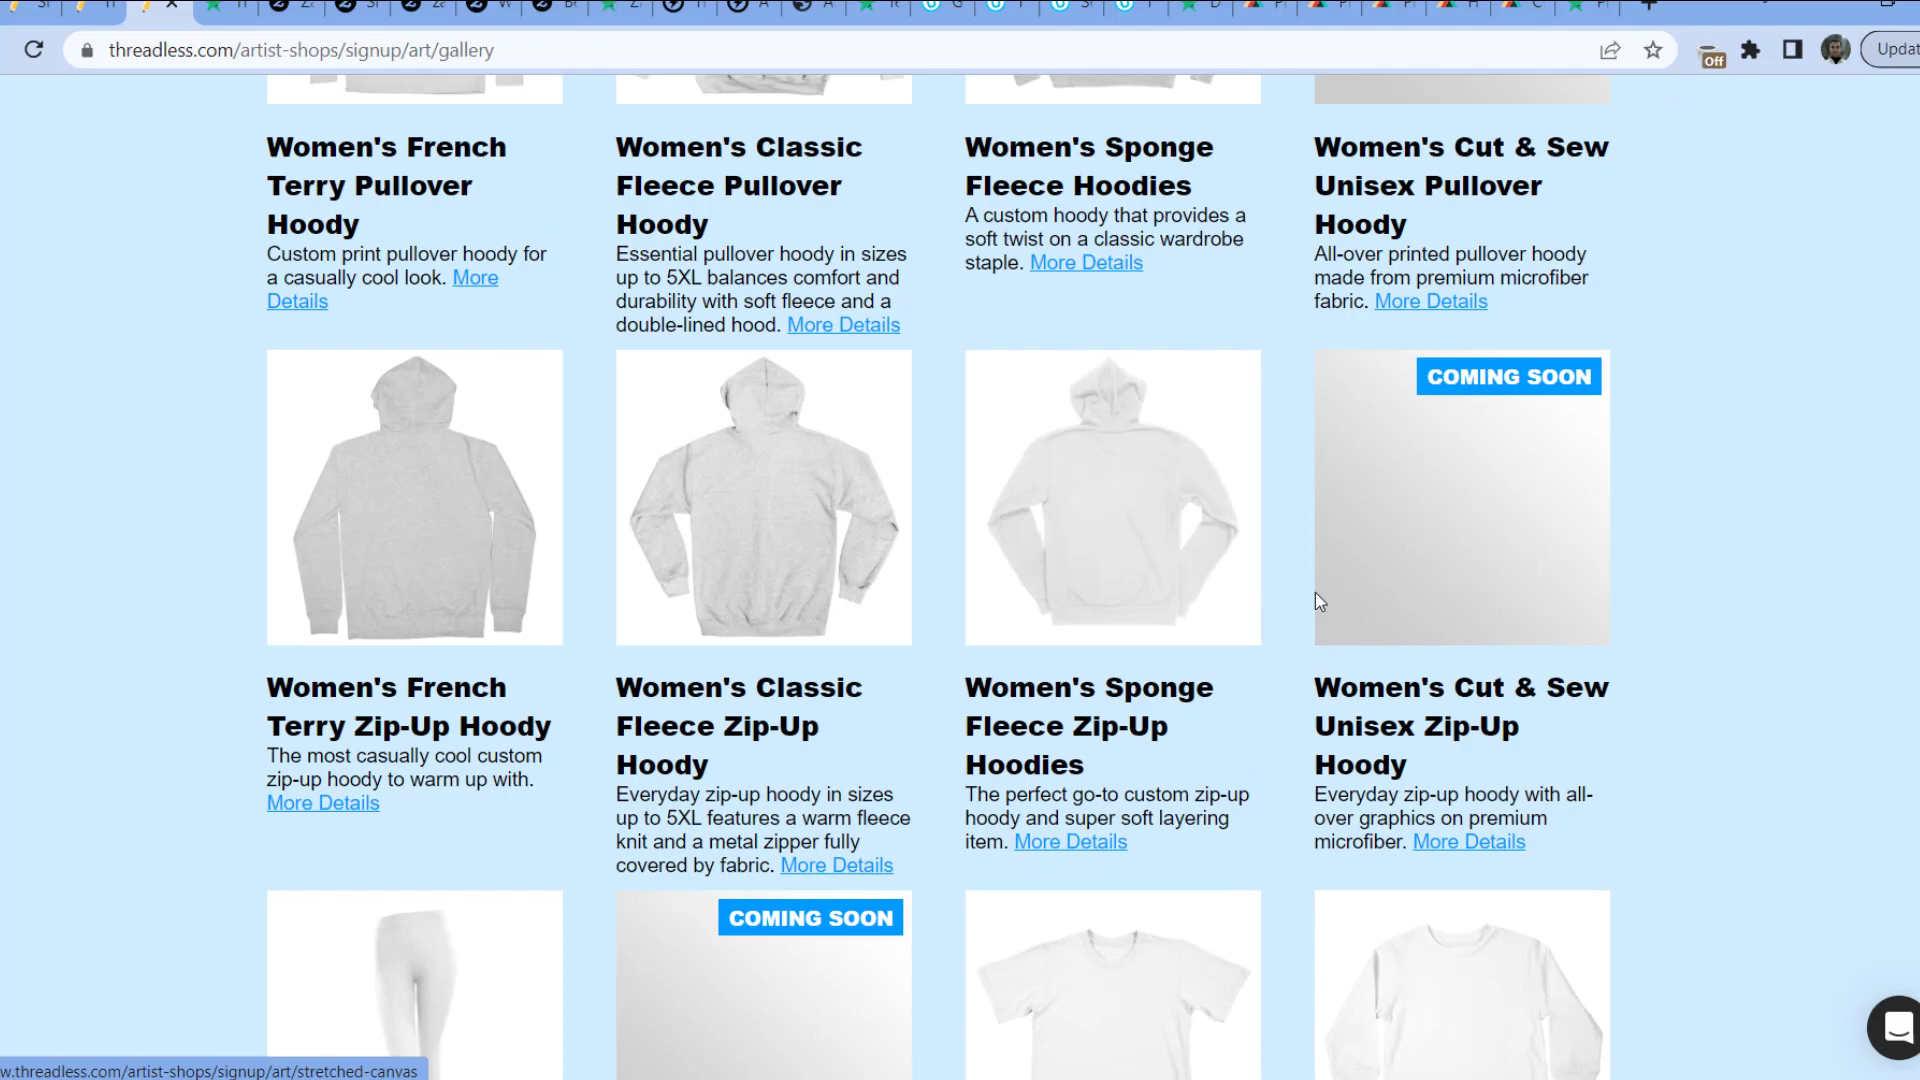 threadless.com/artist-shops/signup/art/gallery
Off
Updat
Women's French
Terry Pullover
Hoody
Custom print pullover hoody for
a casually cool look. More
Details
Women's Classic
Fleece Pullover
Hoody
Essential pullover hoody in sizes
up to 5XL balances comfort and
durability with soft fleece and a
double-lined hood. More Details
Women's Sponge
Fleece Hoodies
A custom hoody that provides a
soft twist on a classic wardrobe
staple. More Details
Women's Cut & Sew
Unisex Pullover
Hoody
All-over printed pullover hoody
made from premium microfiber
fabric. More Details
COMING SOON
Women's French
Terry Zip-Up Hoody
The most casually cool custom
zip-up hoody to warm up with.
More Details
Women's Classic
Fleece Zip-Up
Hoody
Everyday zip-up hoody in sizes
up to 5XL features a warm fleece
knit and a metal zipper fully
covered by fabric. More Details
Women's Sponge
Fleece Zip-Up
Hoodies
The perfect go-to custom zip-up
hoody and super soft layering
item. More Details
Women's Cut & Sew
Unisex Zip-Up
Hoody
Everyday zip-up hoody with all-
over graphics on premium
microfiber. More Details
COMING SOON
w.threadless.com/artist-shops/signup/art/stretched-canvas